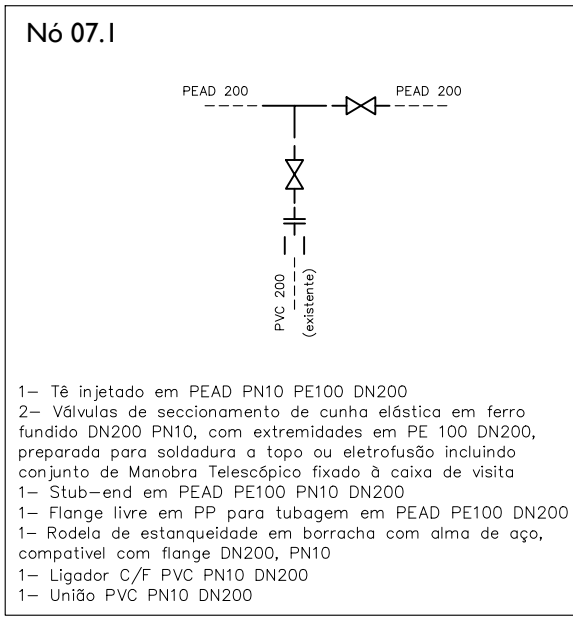 Nó 07.1
PEAD 200
PEAD 200
PVC 200
(existente)
1- Tê injetado em PEAD PN10 PE100 DN200
2- Válvulas de seccionamento de cunha elástica em ferro
fundido DN200 PN10, com extremidades em PE 100 DN200,
preparada para soldadura a topo ou eletrofusão incluindo
conjunto de Manobra Telescópico fixado à caixa de visita
1- Stub-end em PEAD PE100 PN10 DN200
1- Flange livre em PP para tubagem em PEAD PE100 DN200
1- Rodela de estanqueidade em borracha com alma de aço,
compativel com flange DN200, PN10
1- Ligador C/F PVC PN10 DN200
1- União PVC PN10 DN200